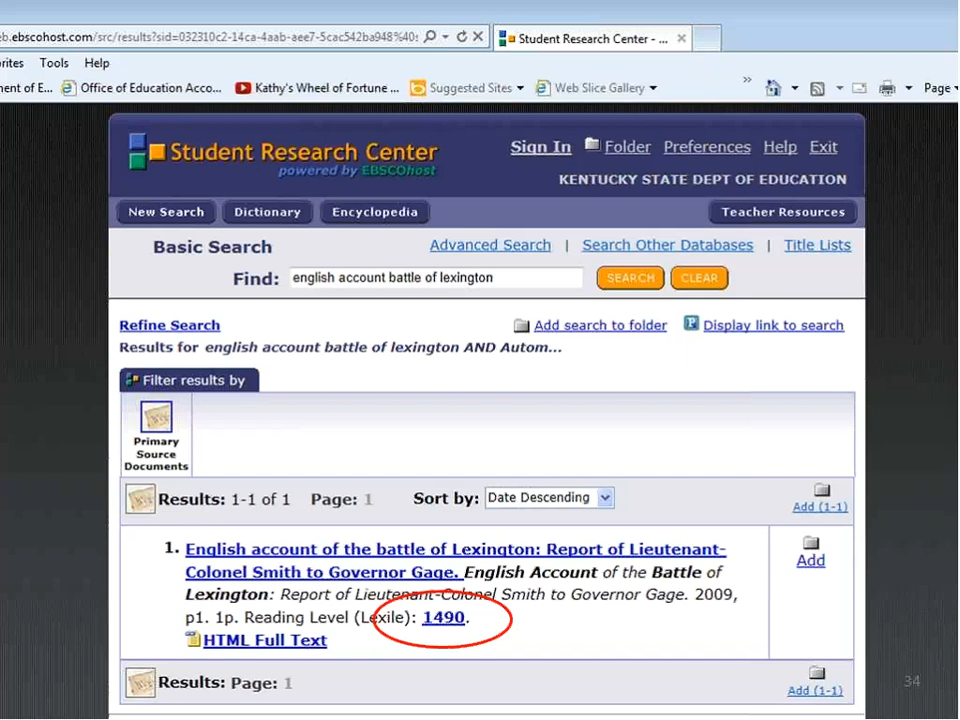 eb.ebscohost.com/src/results?sid=032310c2-14ca-4aab-aee7-5cac542ba948%40:
Student Research Center - ...
rites Tools Help
ment of E... Office of Education Acco... Kathy's Wheel of Fortune ... Suggested Sites Web Slice Gallery » Page
Student Research Center
powered by EBSCOhost
Sign In Folder Preferences Help Exit
KENTUCKY STATE DEPT OF EDUCATION
New Search Dictionary Encyclopedia Teacher Resources
Basic Search Advanced Search | Search Other Databases | Title Lists
Find: english account battle of lexington SEARCH CLEAR
Refine Search Add search to folder Display link to search
Results for english account battle of lexington AND Autom...
Filter results by
Primary
Source
Documents
Results: 1-1 of 1 Page: 1 Sort by: Date Descending
Add (1-1)
1. English account of the battle of Lexington: Report of Lieutenant-
Colonel Smith to Governor Gage. English Account of the Battle of
Lexington: Report of Lieutenant-Colonel Smith to Governor Gage. 2009,
p1. 1p. Reading Level (Lexile): 1490.
HTML Full Text
Add
Results: Page: 1
Add (1-1)
34